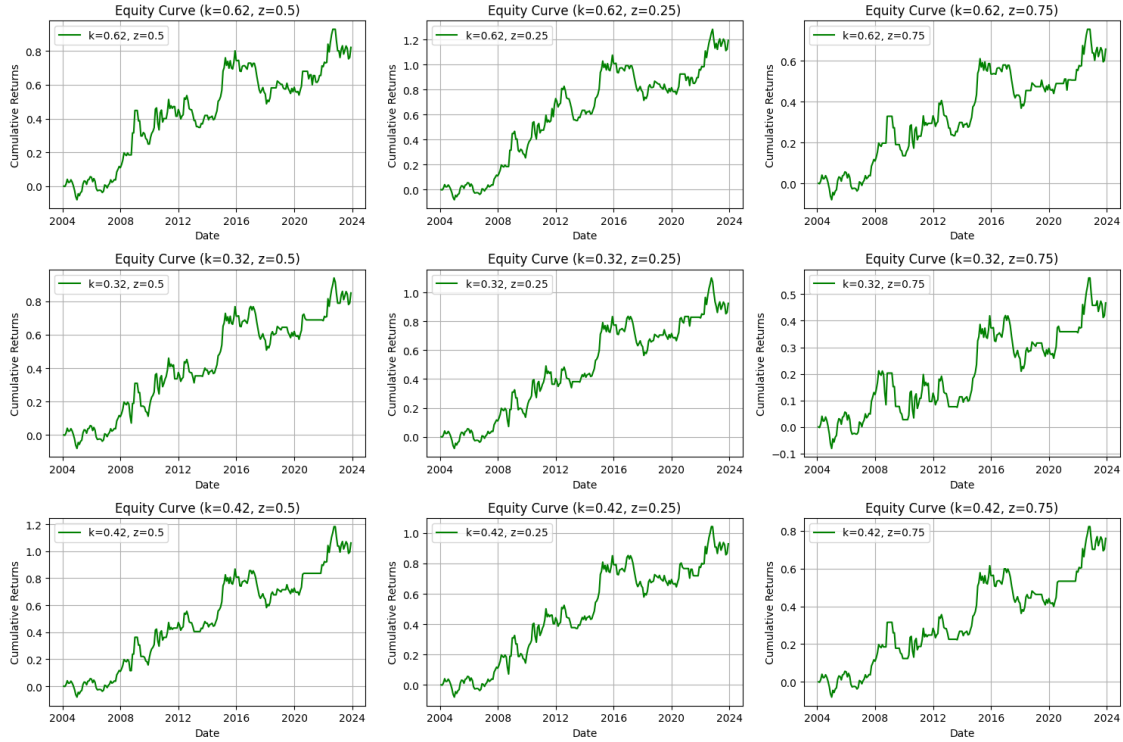 Equity Curve (k=0.62, z=0.5)
k=0.62, z=0.5
Cumulative Returns
0.8
0.6
0.4
0.2
0.0
2004 2008 2012 2016 2020 2024
Date
Equity Curve (k=0.62, z=0.25)
k=0.62, z=0.25
Cumulative Returns
1.2
1.0
0.8
0.6
0.4
0.2
0.0
2004 2008 2012 2016 2020 2024
Date
Equity Curve (k=0.62, z=0.75)
k=0.62, z=0.75
Cumulative Returns
0.6
0.4
0.2
0.0
2004 2008 2012 2016 2020 2024
Date
Equity Curve (k=0.32, z=0.5)
k=0.32, z=0.5
Cumulative Returns
0.8
0.6
0.4
0.2
0.0
2004 2008 2012 2016 2020 2024
Date
Equity Curve (k=0.32, z=0.25)
k=0.32, z=0.25
Cumulative Returns
1.0
0.8
0.6
0.4
0.2
0.0
2004 2008 2012 2016 2020 2024
Date
Equity Curve (k=0.32, z=0.75)
k=0.32, z=0.75
Cumulative Returns
0.5
0.4
0.3
0.2
0.1
0.0
−0.1
2004 2008 2012 2016 2020 2024
Date
Equity Curve (k=0.42, z=0.5)
k=0.42, z=0.5
Cumulative Returns
1.2
1.0
0.8
0.6
0.4
0.2
0.0
2004 2008 2012 2016 2020 2024
Date
Equity Curve (k=0.42, z=0.25)
k=0.42, z=0.25
Cumulative Returns
1.0
0.8
0.6
0.4
0.2
0.0
2004 2008 2012 2016 2020 2024
Date
Equity Curve (k=0.42, z=0.75)
k=0.42, z=0.75
Cumulative Returns
0.8
0.6
0.4
0.2
0.0
2004 2008 2012 2016 2020 2024
Date